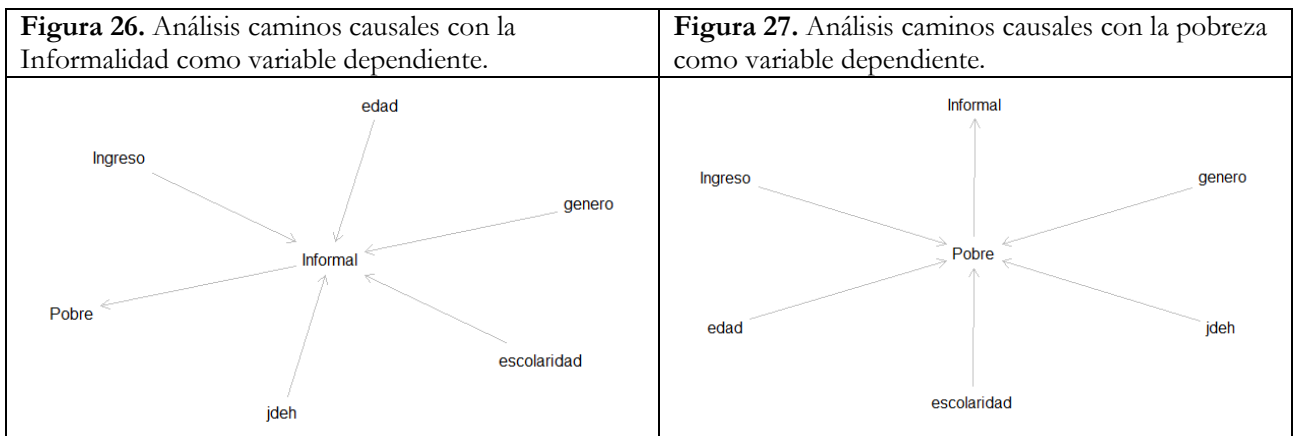 Figura 26. Análisis caminos causales con la
Informalidad como variable dependiente.
Figura 27. Análisis caminos causales con la pobreza
como variable dependiente.
edad
Ingreso
genero
Informal
Pobre
escolaridad
jdeh
Informal
Ingreso
genero
Pobre
edad
jdeh
escolaridad